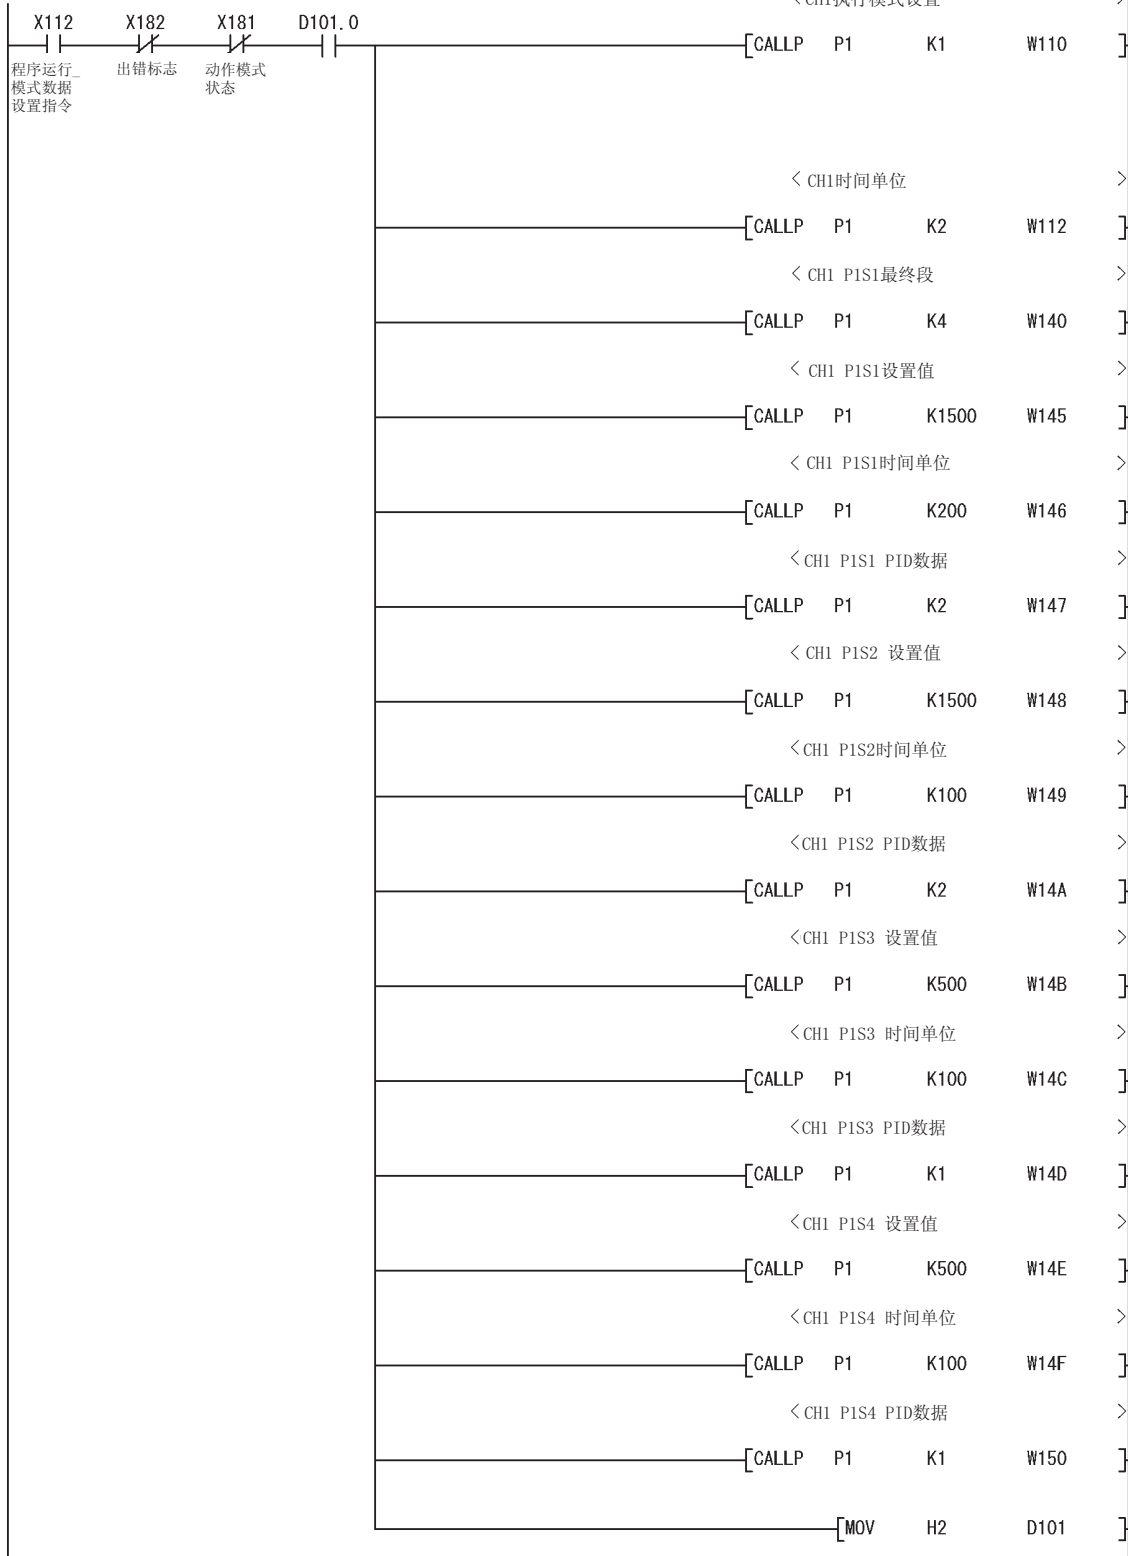 < CH1执行模式设置 >
X112 X182 X181 D101.0
[CALLP P1 K1 W110 ]
程序运行_ 出错标志 动作模式
模式数据 状态
设置指令
< CH1时间单位 >
[CALLP P1 K2 W112 ]
< CH1 P1S1最终段 >
[CALLP P1 K4 W140 ]
< CH1 P1S1设置值 >
[CALLP P1 K1500 W145 ]
< CH1 P1S1时间单位 >
[CALLP P1 K200 W146 ]
< CH1 P1S1 PID数据 >
[CALLP P1 K2 W147 ]
< CH1 P1S2 设置值 >
[CALLP P1 K1500 W148 ]
< CH1 P1S2时间单位 >
[CALLP P1 K100 W149 ]
<CH1 P1S2 PID数据 >
[CALLP P1 K2 W14A ]
<CH1 P1S3 设置值 >
[CALLP P1 K500 W14B ]
<CH1 P1S3 时间单位 >
[CALLP P1 K100 W14C ]
<CH1 P1S3 PID数据 >
[CALLP P1 K1 W14D ]
<CH1 P1S4 设置值 >
[CALLP P1 K500 W14E ]
<CH1 P1S4 时间单位 >
[CALLP P1 K100 W14F ]
< CH1 P1S4 PID数据 >
[CALLP P1 K1 W150 ]
[MOV H2 D101 ]